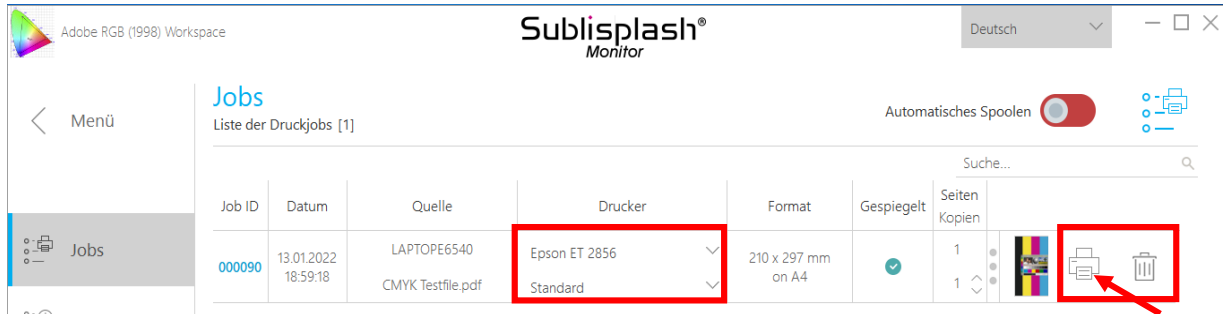 Adobe RGB (1998) Workspace
Sublisplash®
Monitor
Deutsch
Menü
Jobs
Liste der Druckjobs [1]
Automatisches Spoolen
Suche...
Job ID
Datum
Quelle
Drucker
Format
Gespiegelt
Seiten
Kopien
Jobs
000090
13.01.2022
18:59:18
LAPTOPE6540
CMYK Testfile.pdf
Epson ET 2856
Standard
210 x 297 mm
on A4
1
1